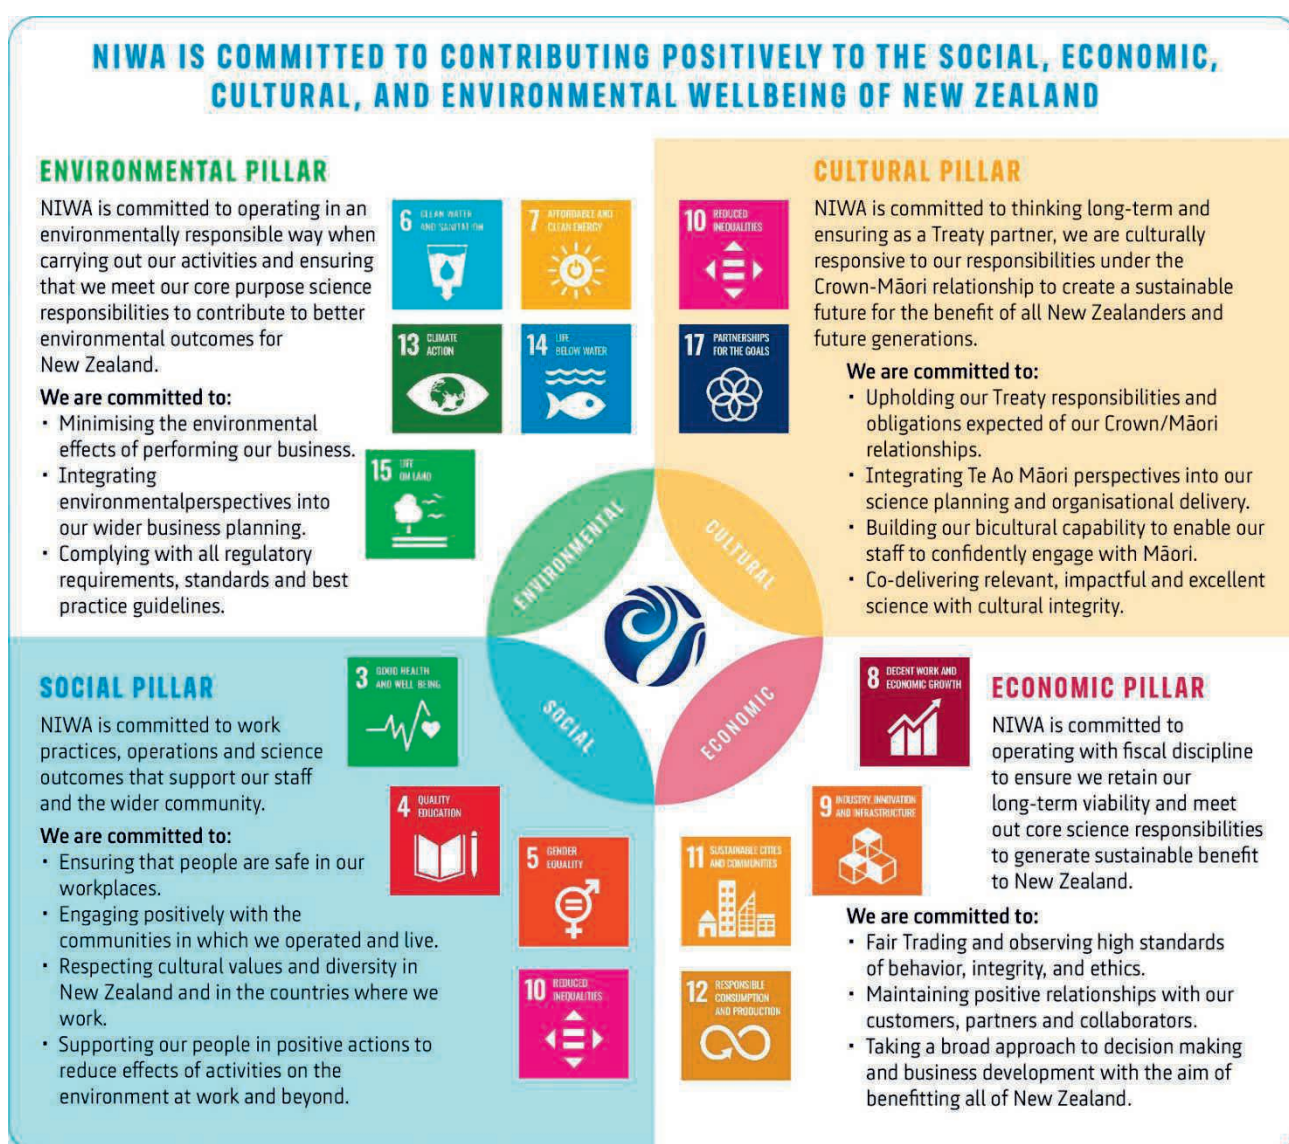 NIWA IS COMMITTED TO CONTRIBUTING POSITIVELY TO THE SOCIAL, ECONOMIC,
CULTURAL, AND ENVIRONMENTAL WELLBEING OF NEW ZEALAND
ENVIRONMENTAL PILLAR
NIWA is committed to operating in an
environmentally responsible way when
carrying out our activities and ensuring
that we meet our core purpose science
responsibilities to contribute to better
environmental outcomes for
New Zealand.
We are committed to:
• Minimising the environmental
effects of performing our business.
• Integrating
environmentalperspectives into
our wider business planning.
• Complying with all regulatory
requirements, standards and best
practice guidelines.
6 CLEAN WATER
AND SANITATION
7 AFFORDABLE AND
CLEAN ENERGY
13 CLIMATE
ACTION
14 LIFE
BELOW WATER
15 LIFE
ON LAND
CULTURAL PILLAR
NIWA is committed to thinking long-term and
ensuring as a Treaty partner, we are culturally
responsive to our responsibilities under the
Crown-Māori relationship to create a sustainable
future for the benefit of all New Zealanders and
future generations.
We are committed to:
• Upholding our Treaty responsibilities and
obligations expected of our Crown/Māori
relationships.
• Integrating Te Ao Māori perspectives into our
science planning and organisational delivery.
• Building our bicultural capability to enable our
staff to confidently engage with Māori.
• Co-delivering relevant, impactful and excellent
science with cultural integrity.
10 REDUCED
INEQUALITIES
17 PARTNERSHIPS
FOR THE GOALS
ENVIRONMENTAL
CULTURAL
SOCIAL
ECONOMIC
SOCIAL PILLAR
NIWA is committed to work
practices, operations and science
outcomes that support our staff
and the wider community.
We are committed to:
• Ensuring that people are safe in our
workplaces.
• Engaging positively with the
communities in which we operated and live.
• Respecting cultural values and diversity in
New Zealand and in the countries where we
work.
• Supporting our people in positive actions to
reduce effects of activities on the
environment at work and beyond.
3 GOOD HEALTH
AND WELL BEING
4 QUALITY
EDUCATION
5 GENDER
EQUALITY
10 REDUCED
INEQUALITIES
ECONOMIC PILLAR
NIWA is committed to
operating with fiscal discipline
to ensure we retain our
long-term viability and meet
out core science responsibilities
to generate sustainable benefit
to New Zealand.
We are committed to:
• Fair Trading and observing high standards
of behavior, integrity, and ethics.
• Maintaining positive relationships with our
customers, partners and collaborators.
• Taking a broad approach to decision making
and business development with the aim of
benefitting all of New Zealand.
8 DECENT WORK AND
ECONOMIC GROWTH
9 INDUSTRY, INNOVATION
AND INFRASTRUCTURE
11 SUSTAINABLE CITIES
AND COMMUNITIES
12 RESPONSIBLE
CONSUMPTION
AND PRODUCTION